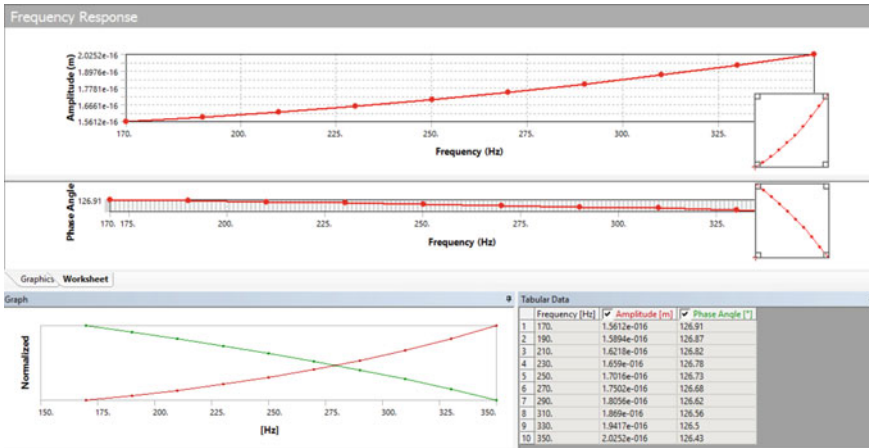 Frequency Response
Amplitude (m)
2.0252e-16
1.8976e-16
1.7781e-16
1.6661e-16
1.5612e-16
170. 200. 225. 250. 275. 300. 325.
Frequency (Hz)
Phase Angle
126.91
170. 175. 200. 225. 250. 275. 300. 325.
Frequency (Hz)
Graphics Worksheet
Graph
Normalized
150. 175. 200. 225. 250. 275. 300. 325. 350.
[Hz]
Tabular Data
Frequency [Hz] Amplitude [m] Phase Angle [°]
1 170. 1.5612e-016 126.91
2 190. 1.5894e-016 126.87
3 210. 1.6218e-016 126.82
4 230. 1.659e-016 126.78
5 250. 1.7016e-016 126.73
6 270. 1.7502e-016 126.68
7 290. 1.8056e-016 126.62
8 310. 1.869e-016 126.56
9 330. 1.9417e-016 126.5
10 350. 2.0252e-016 126.43